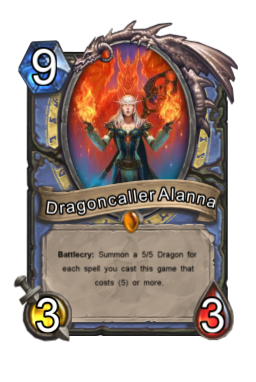 9
Dragoncaller Alanna
Battlecry: Summon a 5/5 Dragon for
each spell you cast this game that
costs (5) or more.
3
3